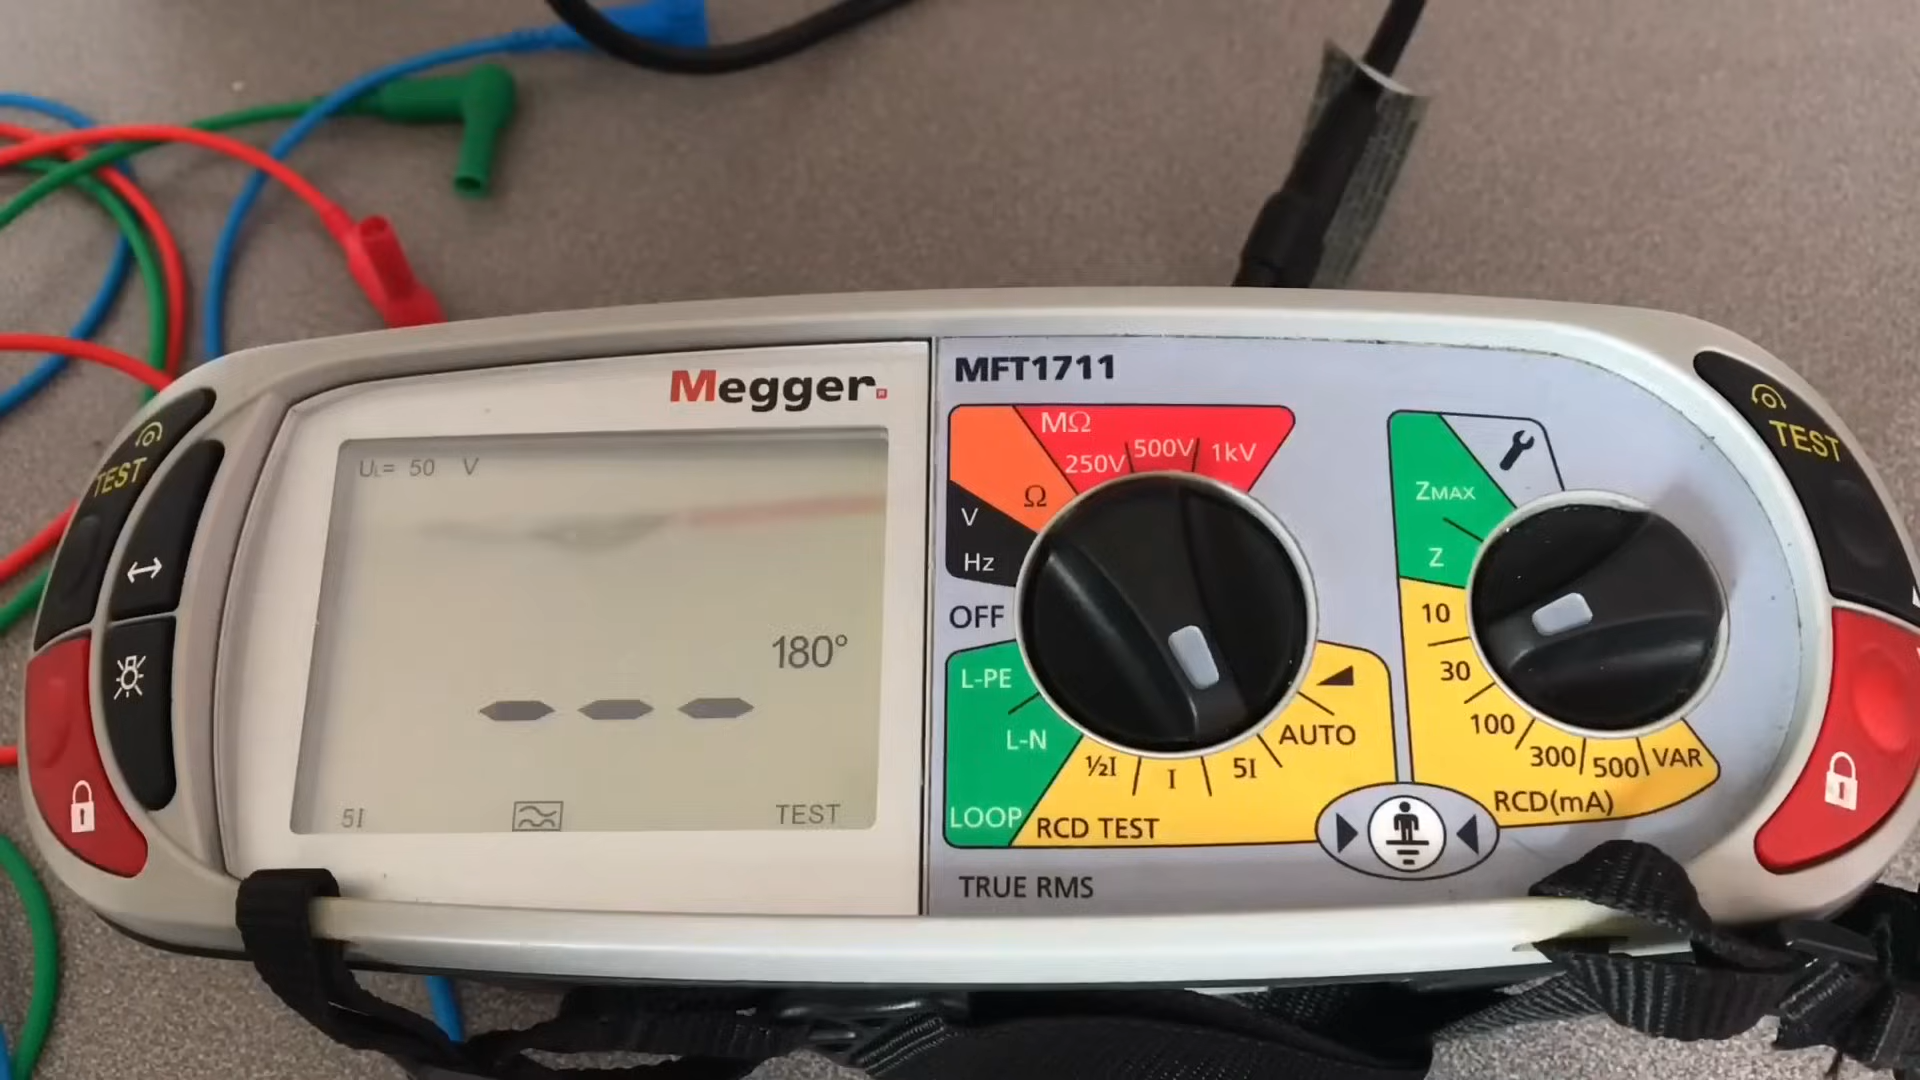 Megger.
UL= 50 V
180°
- - -
5I
TEST
TEST
MFT1711
MΩ
250V
500V
1kV
Ω
V
Hz
OFF
L-PE
L-N
LOOP
½I
I
5I
AUTO
RCD TEST
TRUE RMS
ZMAX
Z
10
30
100
300
500
VAR
RCD(mA)
TEST